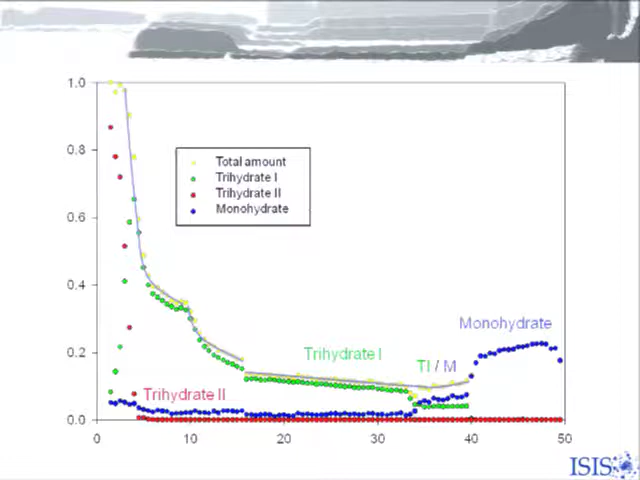 1.0
0.8
0.6
0.4
0.2
0.0
0
10
20
30
40
50
Total amount
Trihydrate I
Trihydrate II
Monohydrate
Monohydrate
Trihydrate I
TI / M
Trihydrate II
ISIS